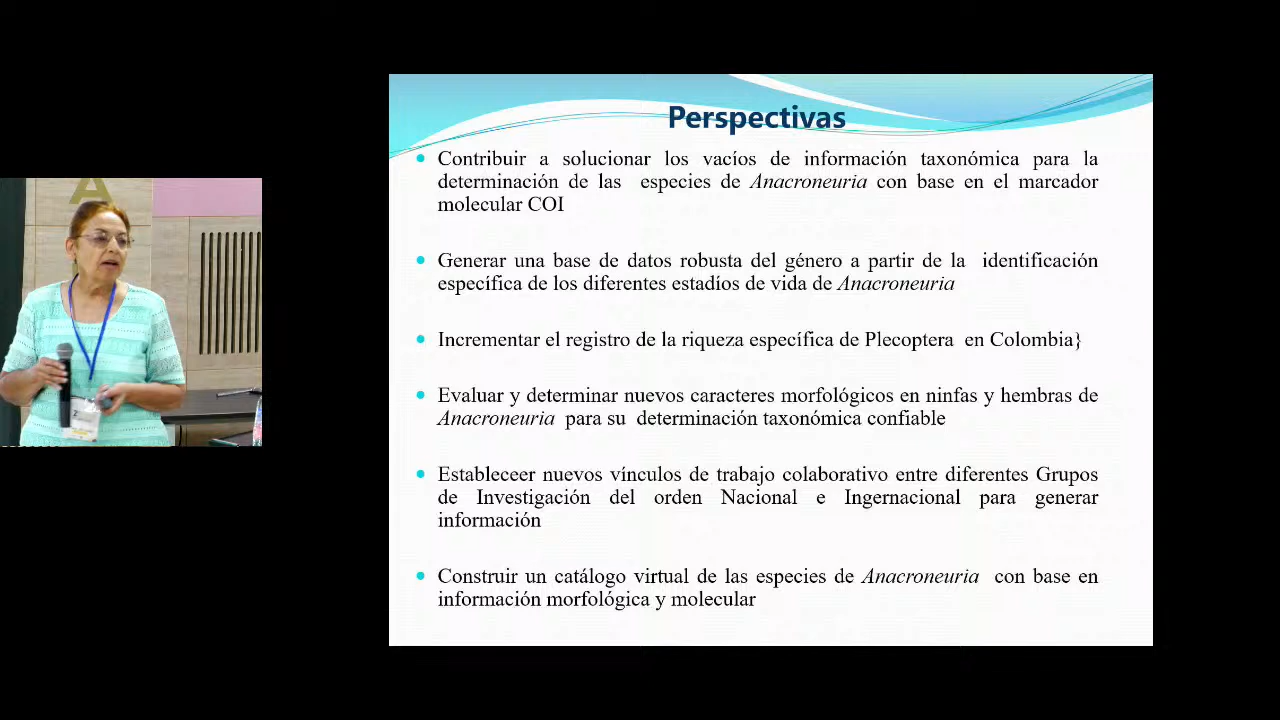 A
Perspectivas
Contribuir a solucionar los vacíos de información taxonómica para la
determinación de las especies de Anacroneuria con base en el marcador
molecular COI
Generar una base de datos robusta del género a partir de la identificación
específica de los diferentes estadíos de vida de Anacroneuria
Incrementar el registro de la riqueza específica de Plecoptera en Colombia}
Evaluar y determinar nuevos caracteres morfológicos en ninfas y hembras de
Anacroneuria para su determinación taxonómica confiable
Estableceer nuevos vínculos de trabajo colaborativo entre diferentes Grupos
de Investigación del orden Nacional e Ingernacional para generar
información
Construir un catálogo virtual de las especies de Anacroneuria con base en
información morfológica y molecular